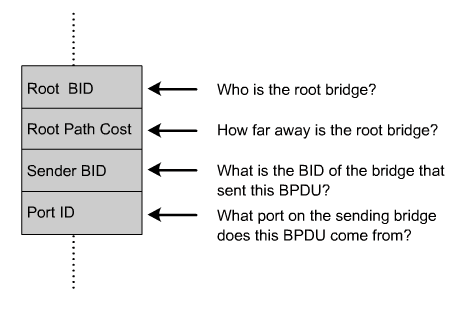 Root BID
Who is the root bridge?
Root Path Cost
How far away is the root bridge?
Sender BID
What is the BID of the bridge that
sent this BPDU?
Port ID
What port on the sending bridge
does this BPDU come from?